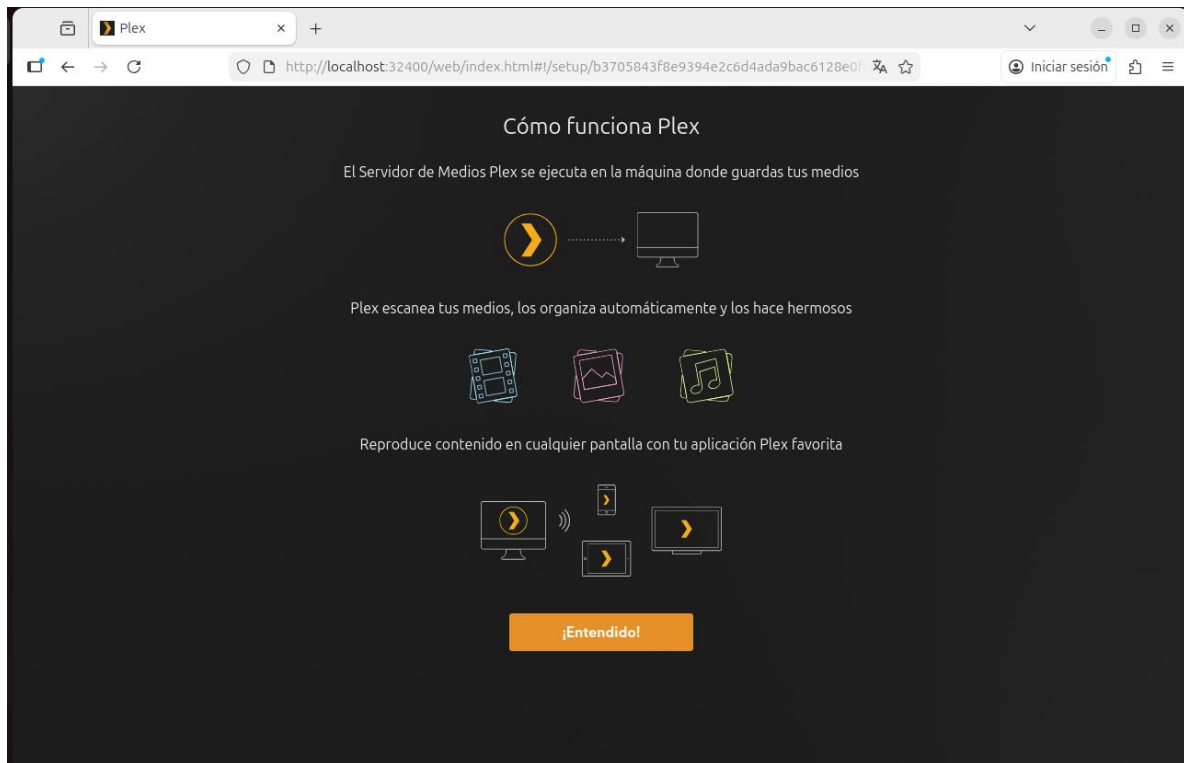 Plex
http://localhost:32400/web/index.html#!/setup/b3705843f8e9394e2c6d4ada9bac6128e0f
Iniciar sesión
Cómo funciona Plex
El Servidor de Medios Plex se ejecuta en la máquina donde guardas tus medios
Plex escanea tus medios, los organiza automáticamente y los hace hermosos
Reproduce contenido en cualquier pantalla con tu aplicación Plex favorita
¡Entendido!